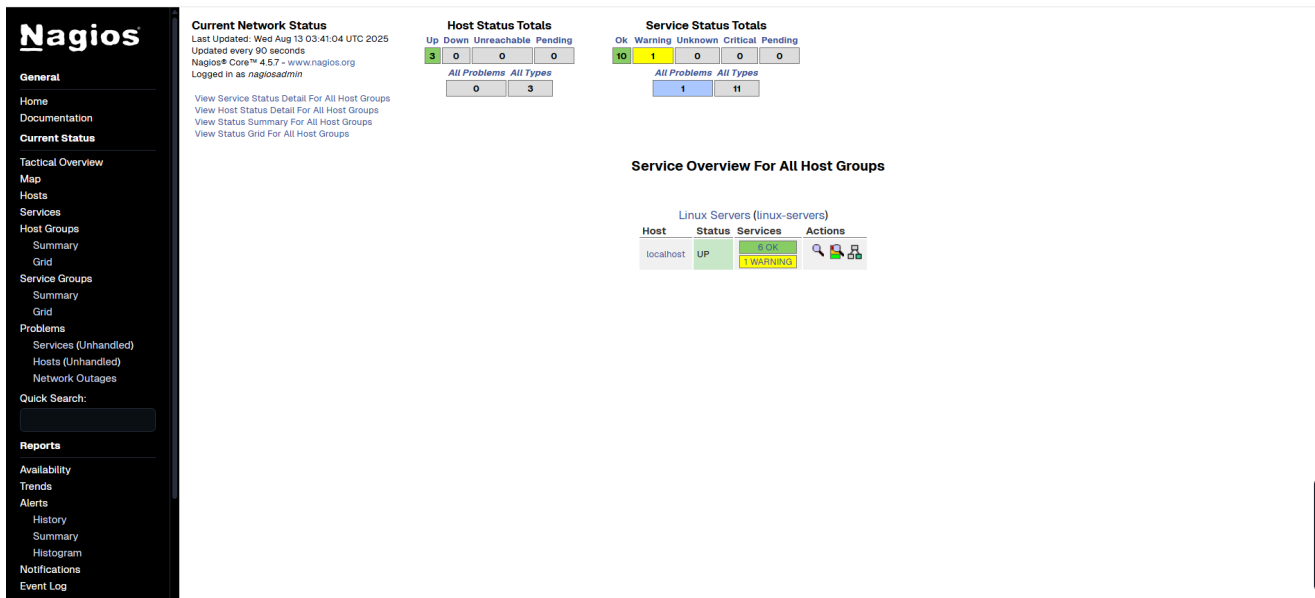 Nagios®
General
Home
Documentation
Current Status
Tactical Overview
Map
Hosts
Services
Host Groups
Summary
Grid
Service Groups
Summary
Grid
Problems
Services (Unhandled)
Hosts (Unhandled)
Network Outages
Quick Search:
Reports
Availability
Trends
Alerts
History
Summary
Histogram
Notifications
Event Log
Current Network Status
Last Updated: Wed Aug 13 03:41:04 UTC 2025
Updated every 90 seconds
Nagios® Core™ 4.5.7 - www.nagios.org
Logged in as nagiosadmin
View Service Status Detail For All Host Groups
View Host Status Detail For All Host Groups
View Status Summary For All Host Groups
View Status Grid For All Host Groups
Host Status Totals
Up Down Unreachable Pending
3 0 0 0
All Problems All Types
0 3
Service Status Totals
Ok Warning Unknown Critical Pending
10 1 0 0 0
All Problems All Types
1 11
Service Overview For All Host Groups
Linux Servers (linux-servers)
Host Status Services Actions
localhost UP 6 OK
1 WARNING